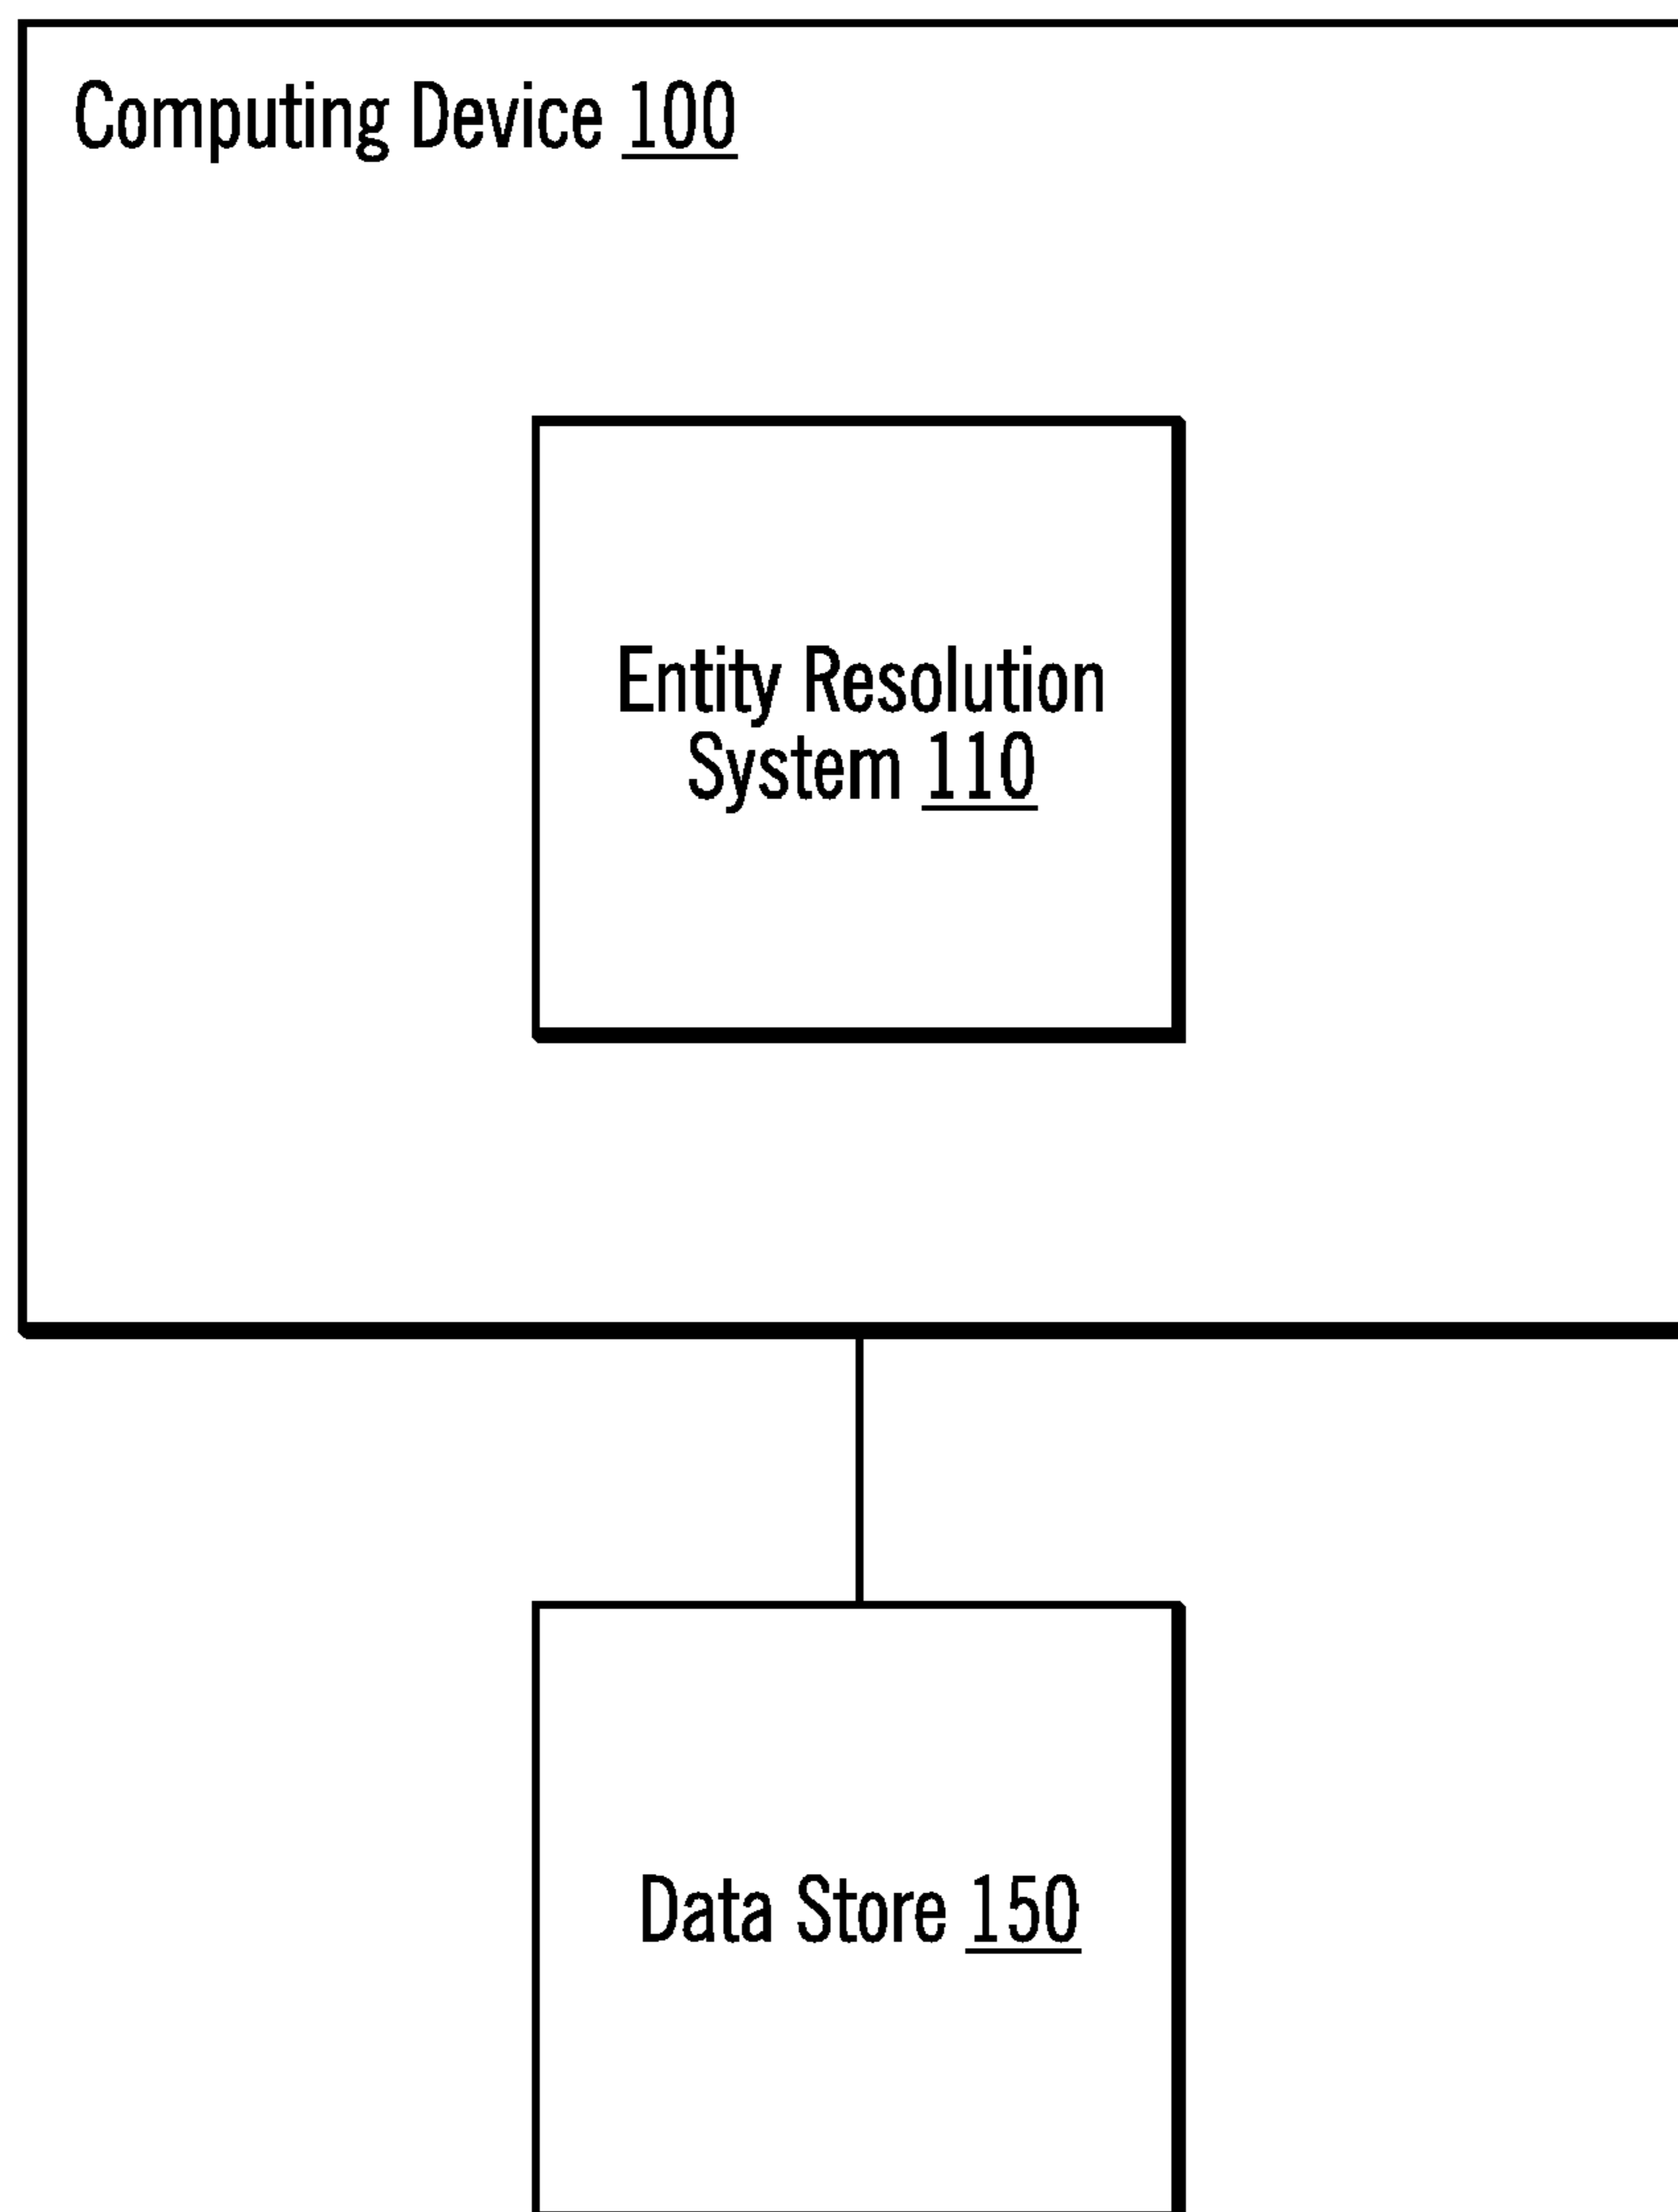 Computing Device 100
Entity Resolution
System 110
Data Store 150